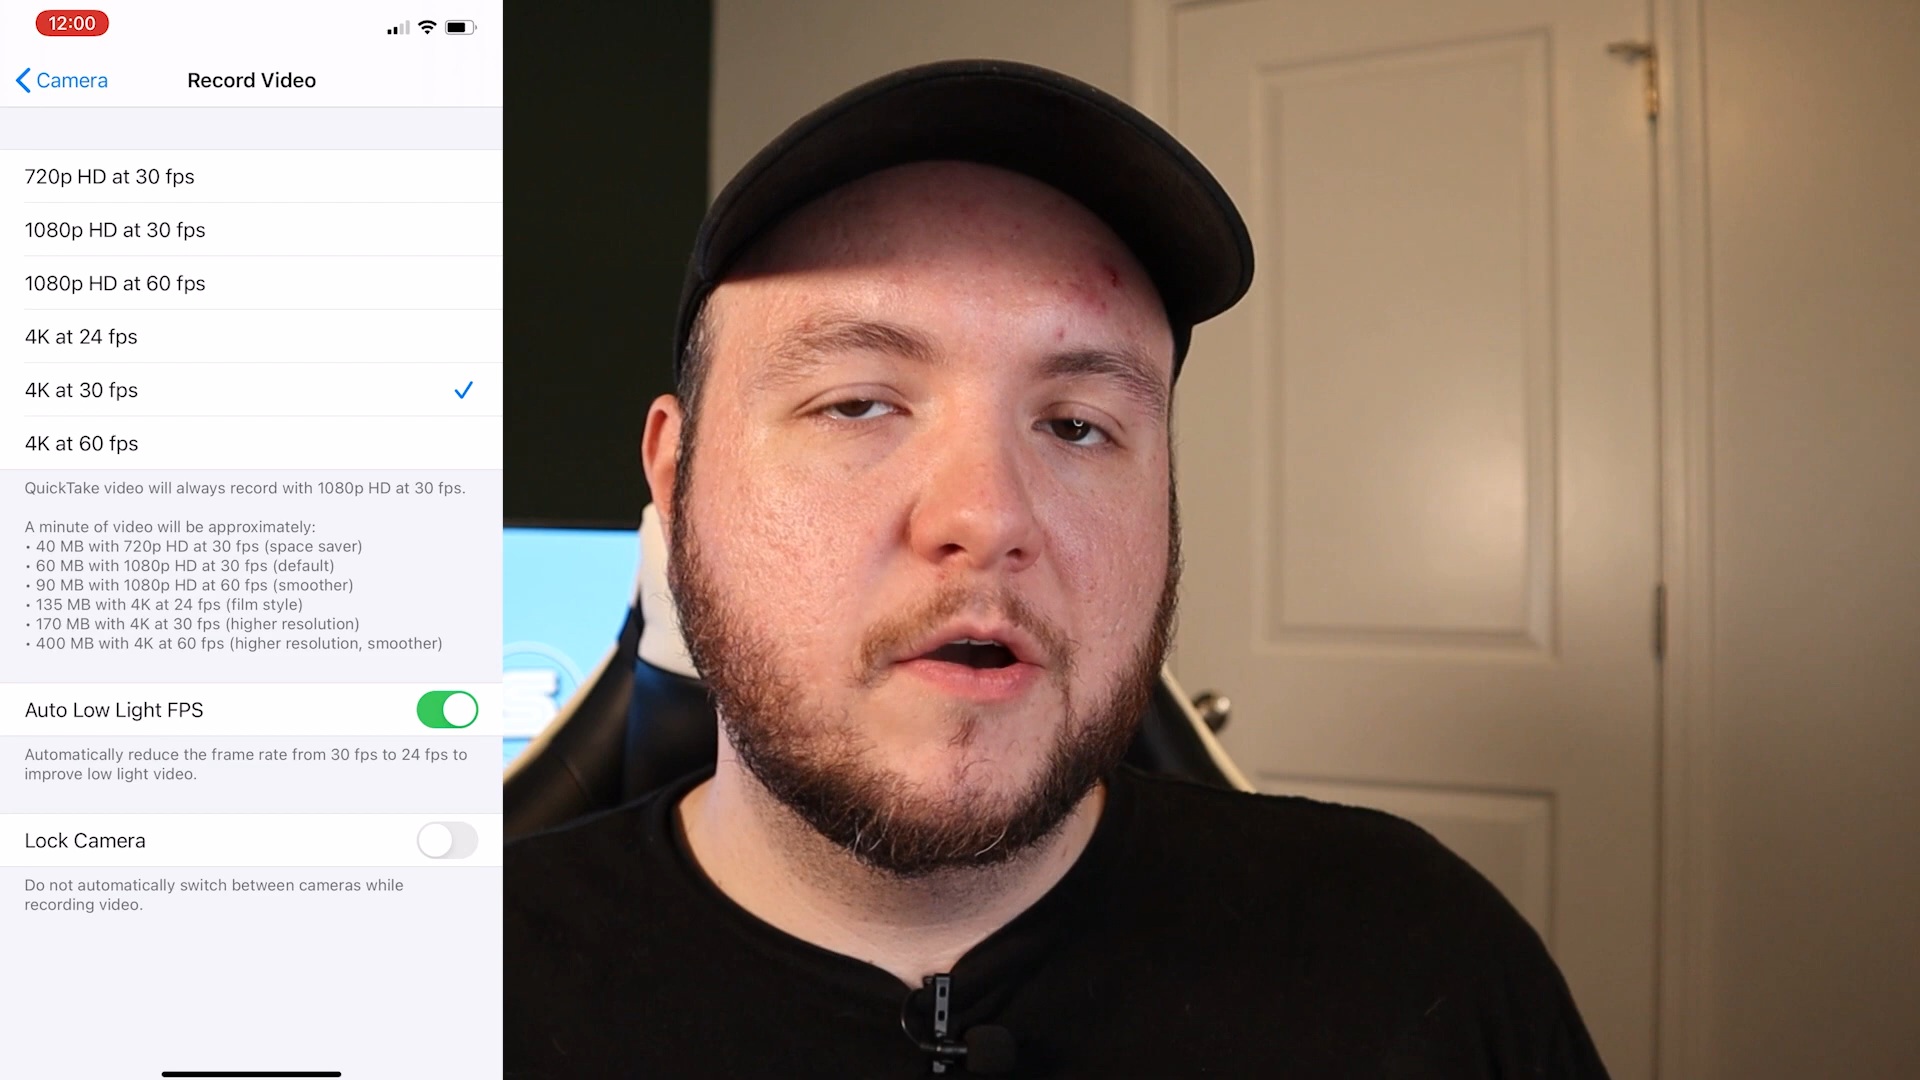 12:00
Camera
Record Video
720p HD at 30 fps
1080p HD at 30 fps
1080p HD at 60 fps
4K at 24 fps
4K at 30 fps
4K at 60 fps
QuickTake video will always record with 1080p HD at 30 fps.
A minute of video will be approximately:
• 40 MB with 720p HD at 30 fps (space saver)
• 60 MB with 1080p HD at 30 fps (default)
• 90 MB with 1080p HD at 60 fps (smoother)
• 135 MB with 4K at 24 fps (film style)
• 170 MB with 4K at 30 fps (higher resolution)
• 400 MB with 4K at 60 fps (higher resolution, smoother)
Auto Low Light FPS
Automatically reduce the frame rate from 30 fps to 24 fps to
improve low light video.
Lock Camera
Do not automatically switch between cameras while
recording video.